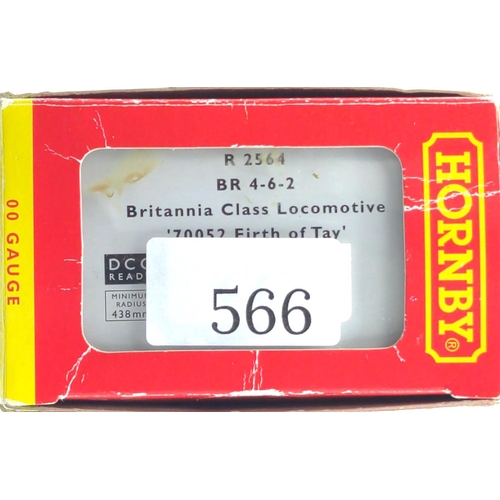 00 GAUGE
R 2564
BR 4-6-2
Britannia Class Locomotive
'70052 Firth of Tay'
DCC
READ
MINIMUM
RADIUS
438mm
566
HORNBY®